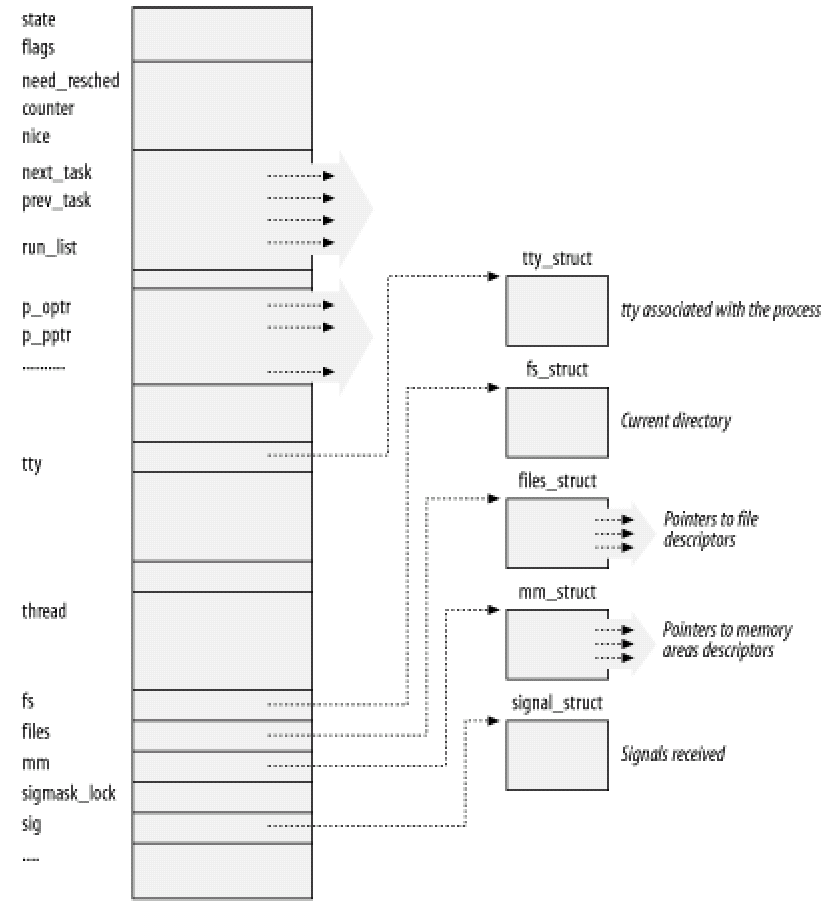 state
flags
need_resched
counter
nice
next_task
prev_task
run_list
p_optr
p_pptr
----------
tty
thread
fs
files
mm
sigmask_lock
sig
----
tty_struct
tty associated with the process
fs_struct
Current directory
files_struct
Pointers to file
descriptors
mm_struct
Pointers to memory
areas descriptors
signal_struct
Signals received